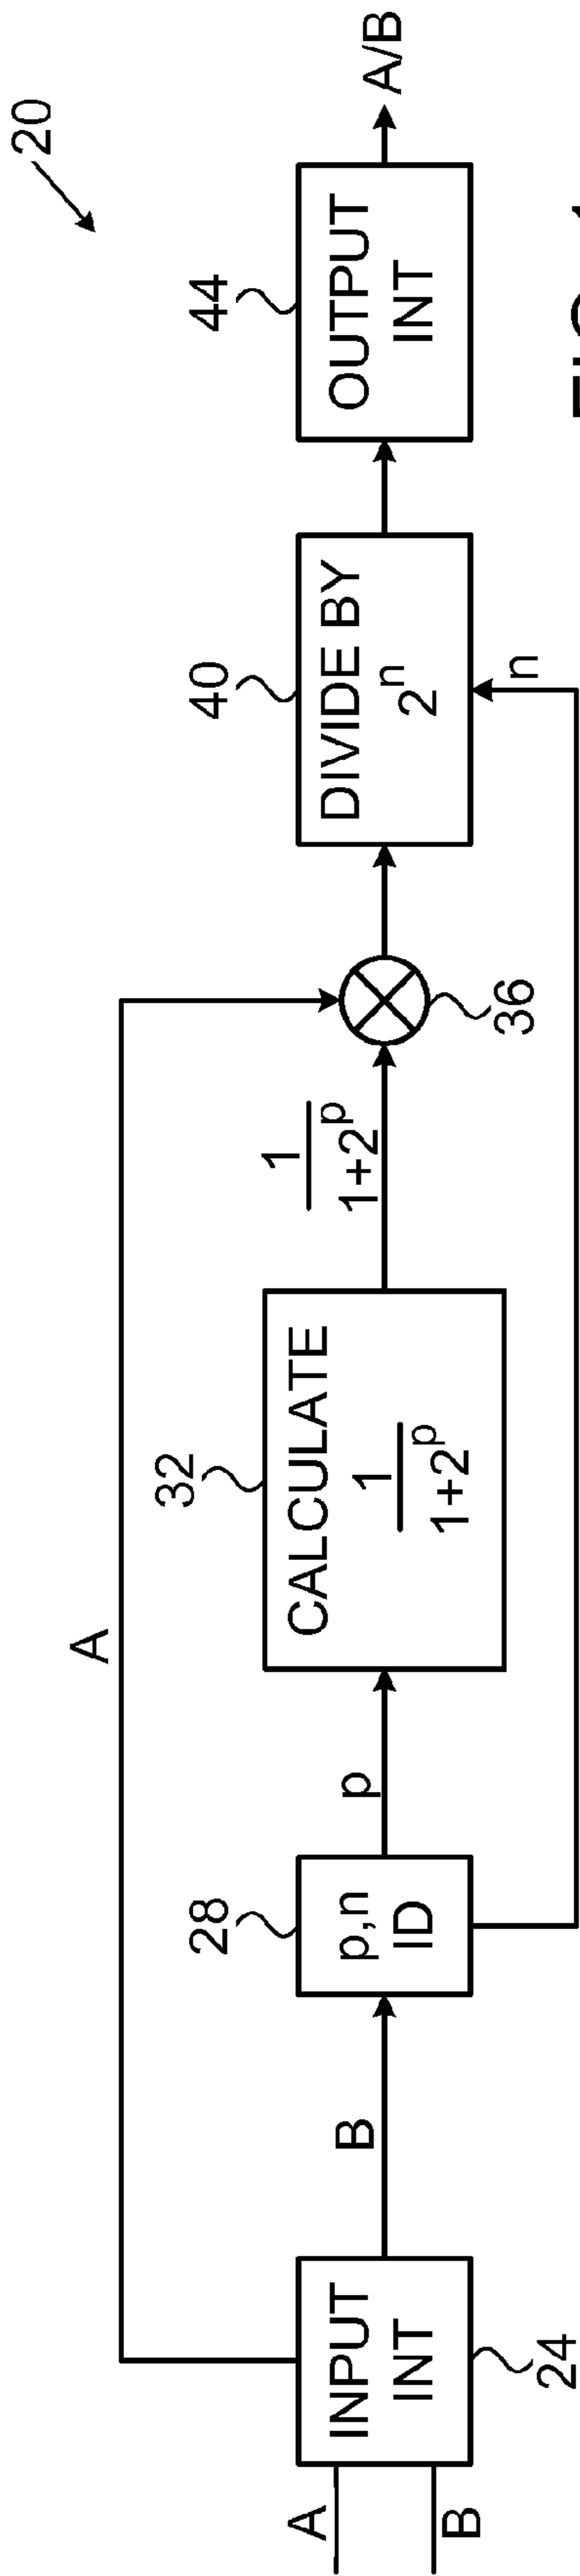 20
A
24
28
32
36
40
44
A
B
INPUT
INT
B
p,n
ID
p
CALCULATE
1
1+2^p
1
1+2^p
DIVIDE BY
2^n
n
OUTPUT
INT
A/B